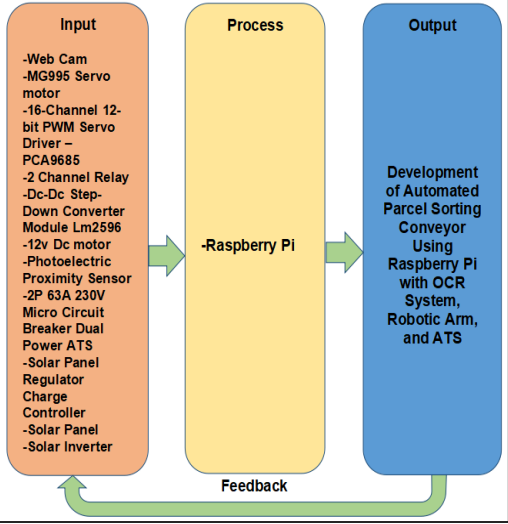 Input
-Web Cam
-MG995 Servo
motor
-16-Channel 12-
bit PWM Servo
Driver –
PCA9685
-2 Channel Relay
-Dc-Dc Step-
Down Converter
Module Lm2596
-12v Dc motor
-Photoelectric
Proximity Sensor
-2P 63A 230V
Micro Circuit
Breaker Dual
Power ATS
-Solar Panel
Regulator
Charge
Controller
-Solar Panel
-Solar Inverter
Process
-Raspberry Pi
Output
Development
of Automated
Parcel Sorting
Conveyor
Using
Raspberry Pi
with OCR
System,
Robotic Arm,
and ATS
Feedback